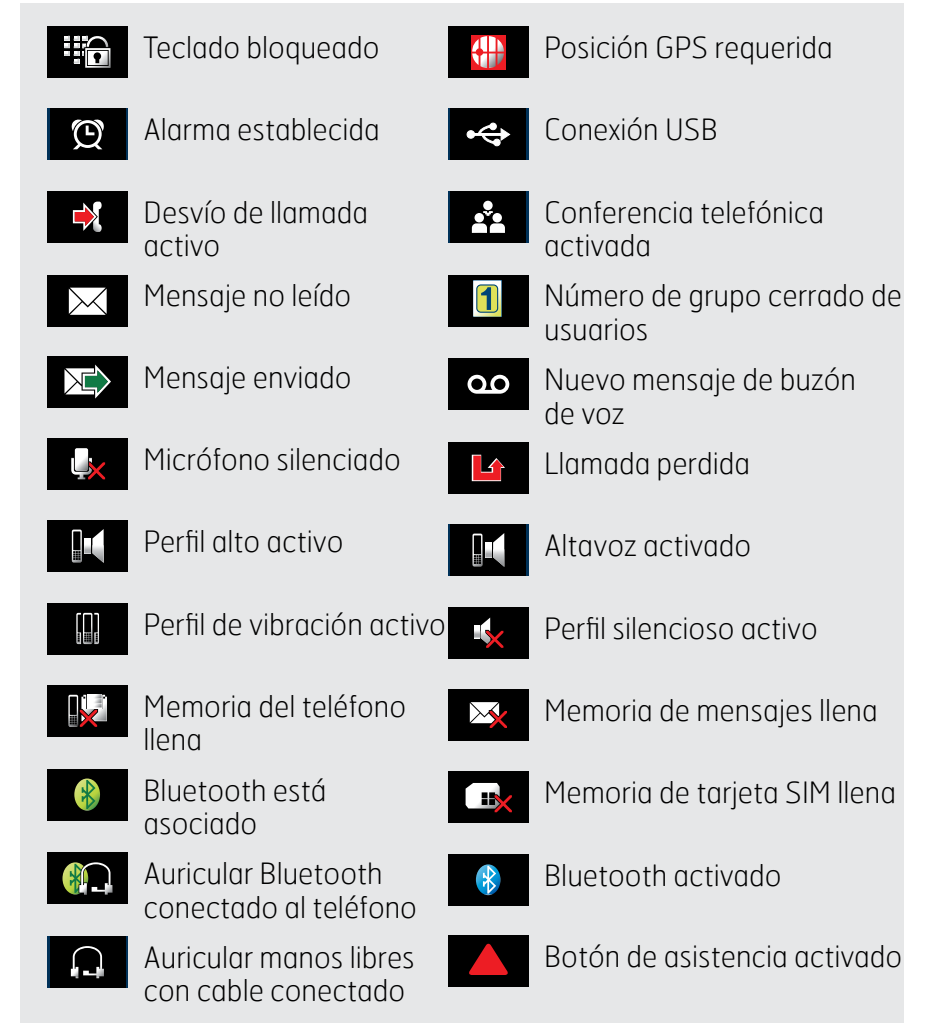 Teclado bloqueado
Posición GPS requerida
Alarma establecida
Conexión USB
Desvío de llamada
activo
Conferencia telefónica
activada
Mensaje no leído
1
Número de grupo cerrado de
usuarios
Mensaje enviado
Nuevo mensaje de buzón
de voz
Micrófono silenciado
Llamada perdida
Perfil alto activo
Altavoz activado
Perfil de vibración activo
Perfil silencioso activo
Memoria del teléfono
llena
Memoria de mensajes llena
Bluetooth está
asociado
Memoria de tarjeta SIM llena
Auricular Bluetooth
conectado al teléfono
Bluetooth activado
Auricular manos libres
con cable conectado
Botón de asistencia activado